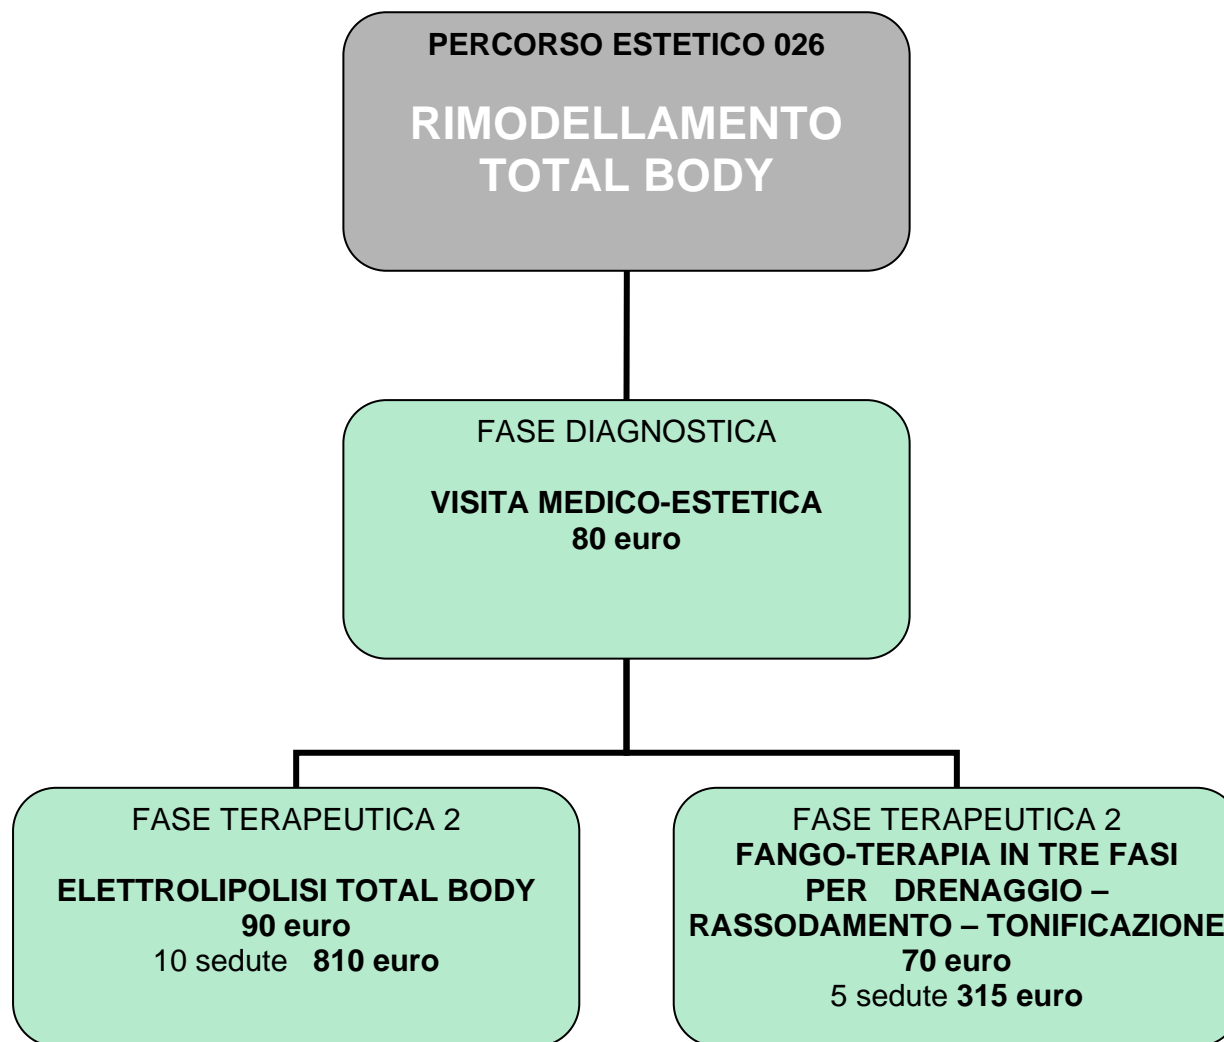 PERCORSO ESTETICO 026
RIMODELLAMENTO
TOTAL BODY
FASE DIAGNOSTICA
VISITA MEDICO-ESTETICA
80 euro
FASE TERAPEUTICA 2
ELETTROLIPOLISI TOTAL BODY
90 euro
10 sedute 810 euro
FASE TERAPEUTICA 2
FANGO-TERAPIA IN TRE FASI
PER DRENAGGIO –
RASSODAMENTO – TONIFICAZIONE
70 euro
5 sedute 315 euro